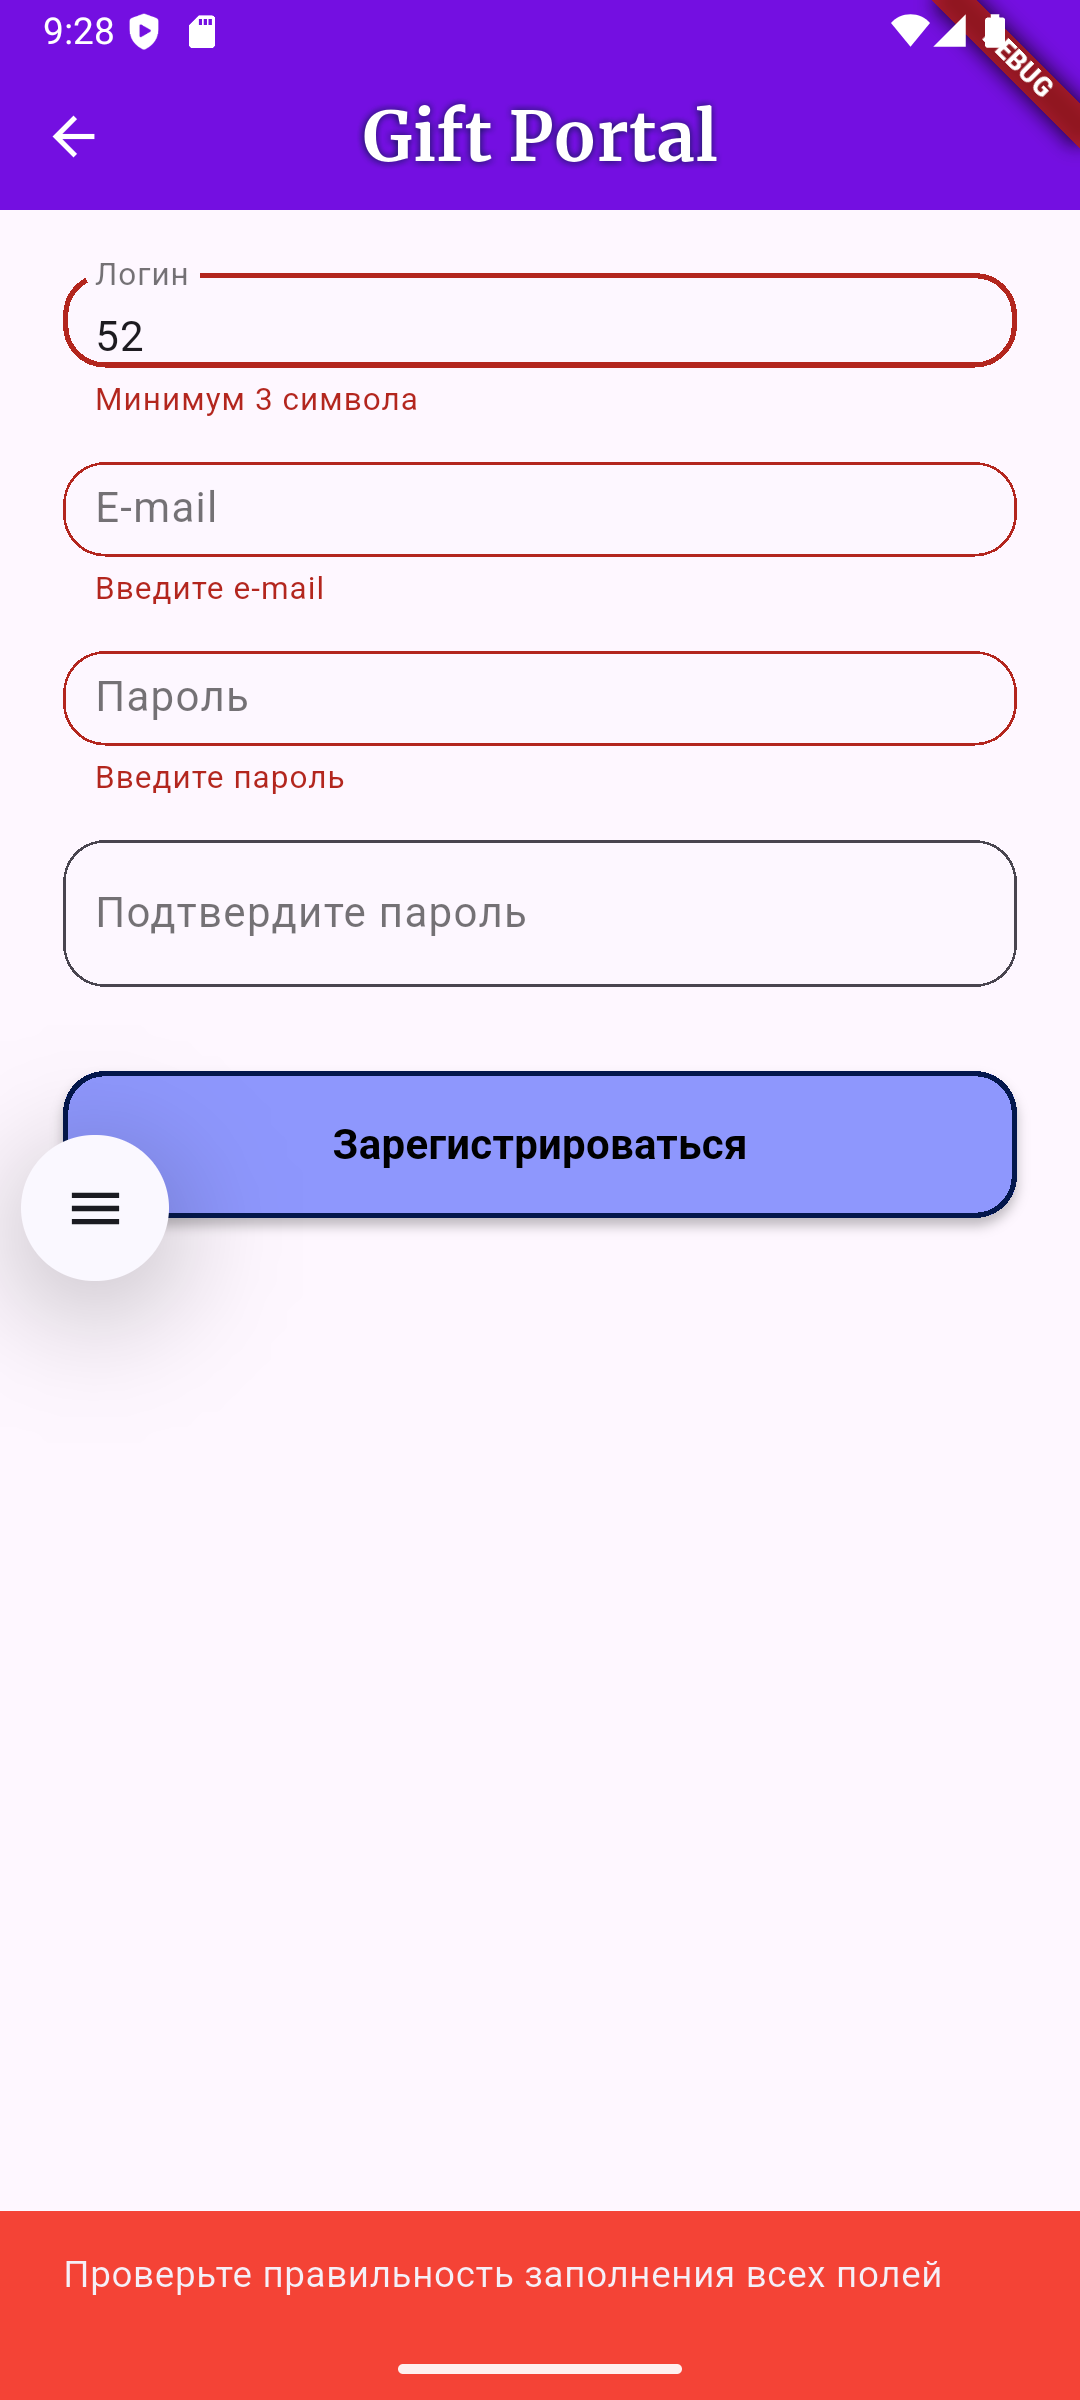 9:28
DEBUG
Gift Portal
Логин
52
Минимум 3 символа
E-mail
Введите e-mail
Пароль
Введите пароль
Подтвердите пароль
Зарегистрироваться
Проверьте правильность заполнения всех полей